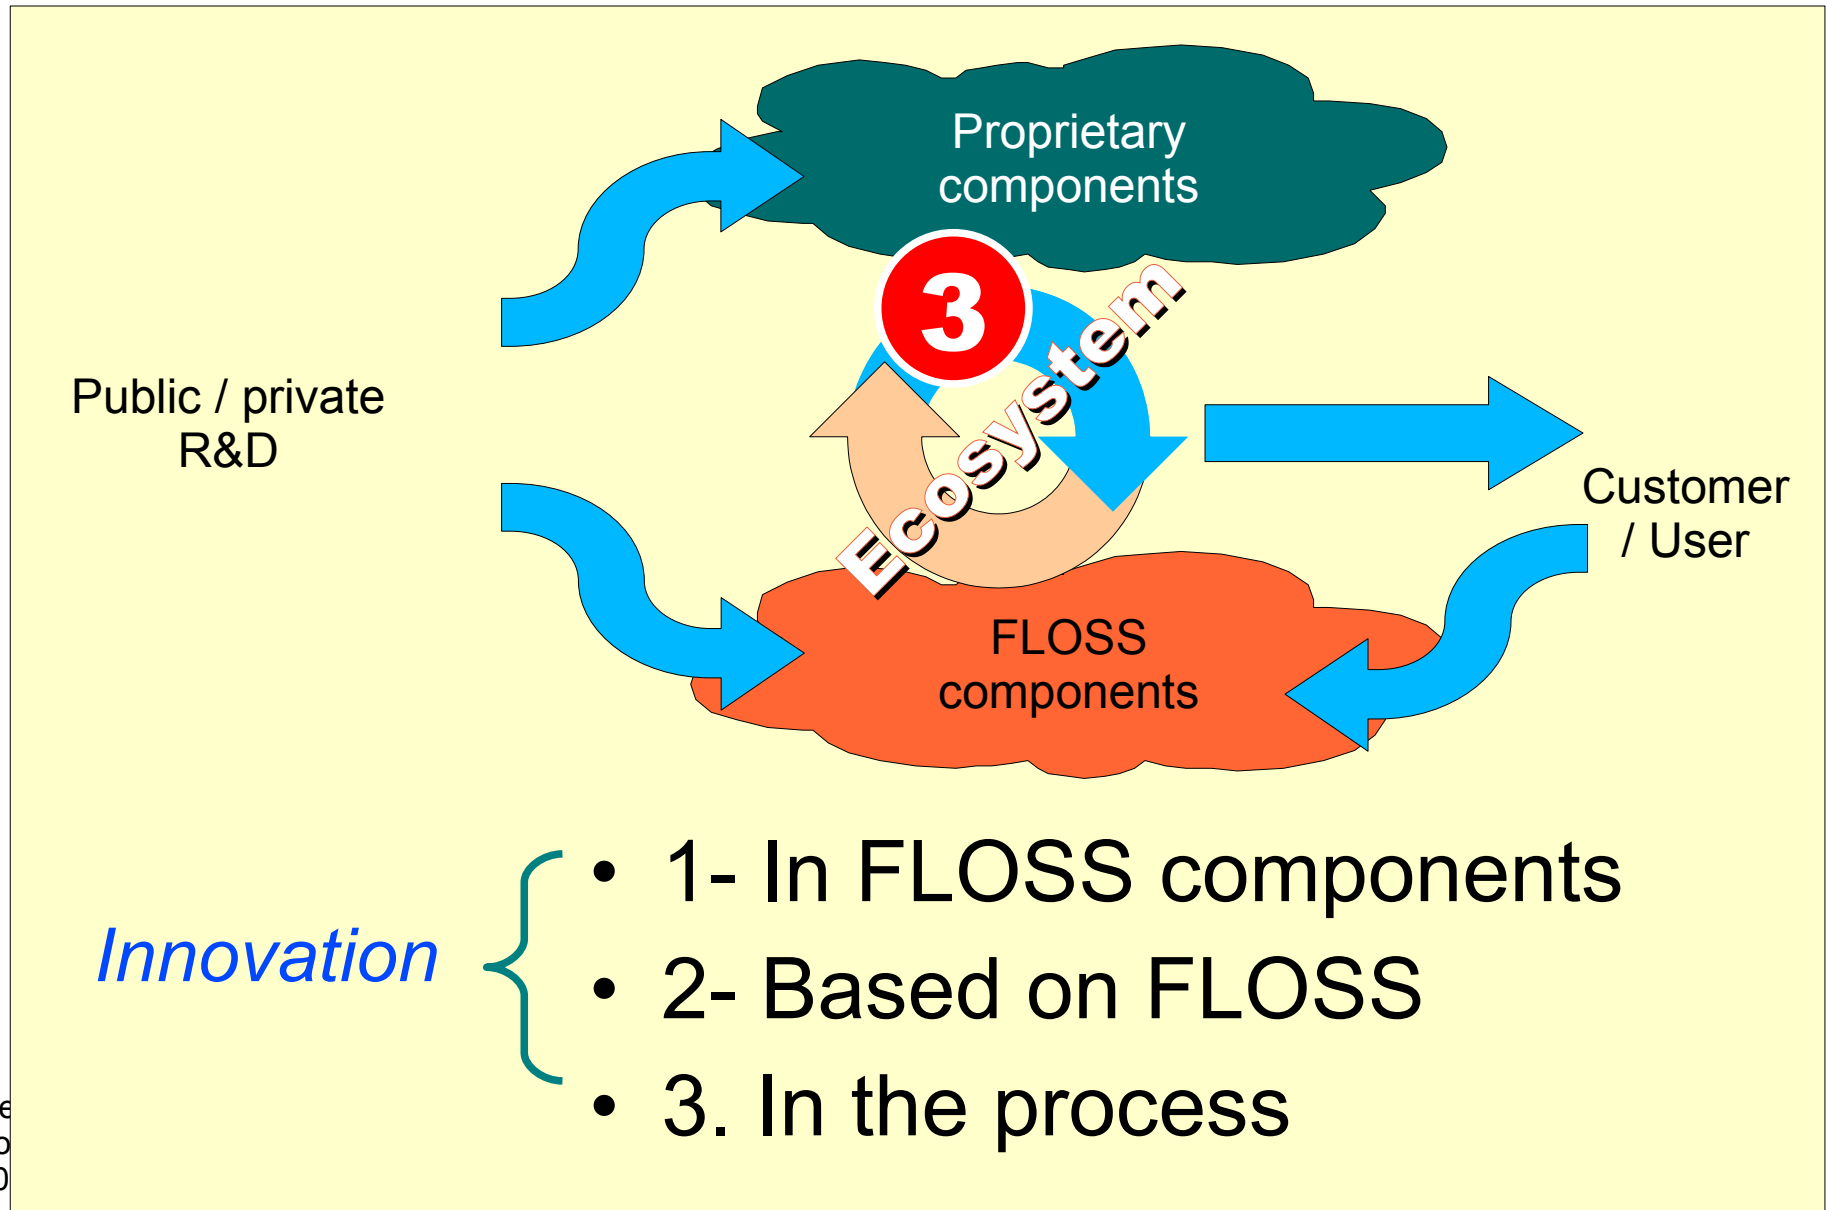 Proprietary
components
3
Ecosystem
Public / private
R&D
Customer
/ User
FLOSS
components
Innovation
• 1- In FLOSS components
• 2- Based on FLOSS
• 3. In the process